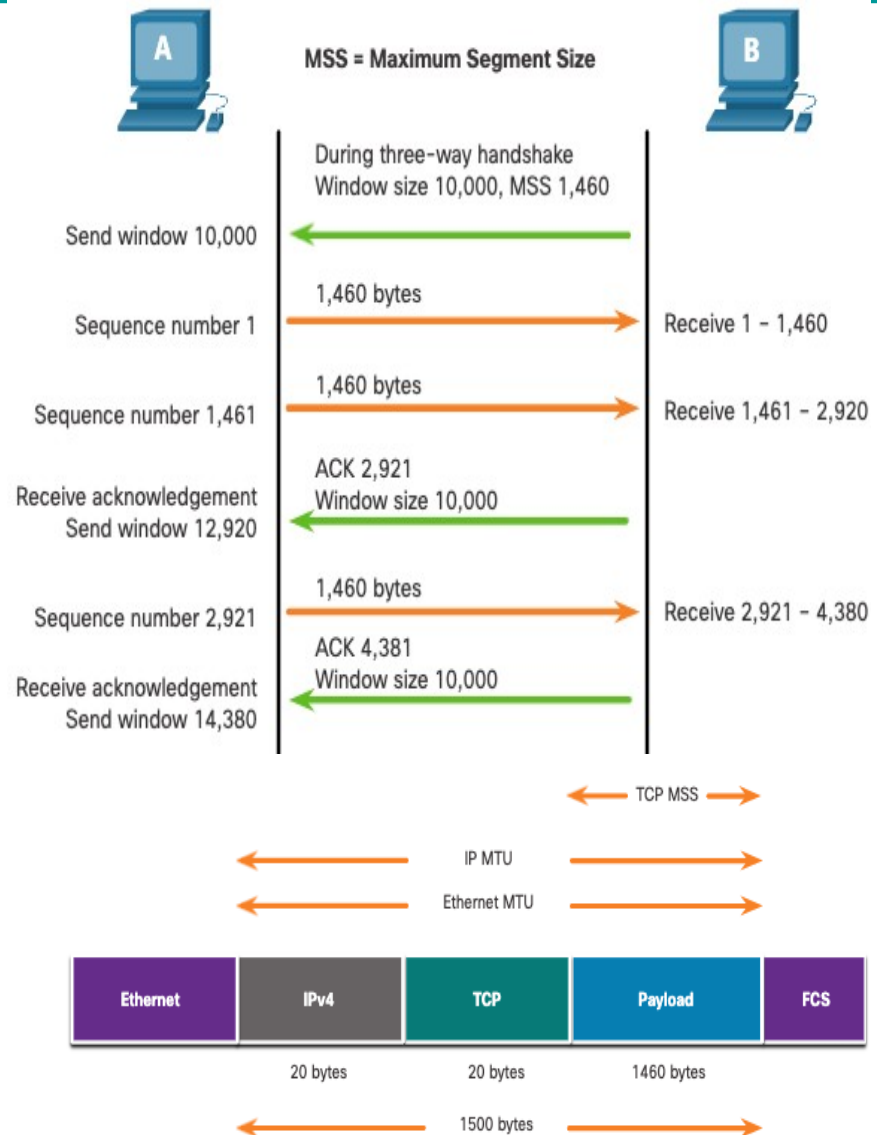 A
MSS = Maximum Segment Size
B
During three-way handshake
Window size 10,000, MSS 1,460
Send window 10,000
1,460 bytes
Sequence number 1
Receive 1 – 1,460
1,460 bytes
Sequence number 1,461
Receive 1,461 – 2,920
ACK 2,921
Window size 10,000
Receive acknowledgement
Send window 12,920
1,460 bytes
Sequence number 2,921
Receive 2,921 – 4,380
ACK 4,381
Window size 10,000
Receive acknowledgement
Send window 14,380
TCP MSS
IP MTU
Ethernet MTU
Ethernet
IPv4
TCP
Payload
FCS
20 bytes
20 bytes
1460 bytes
1500 bytes